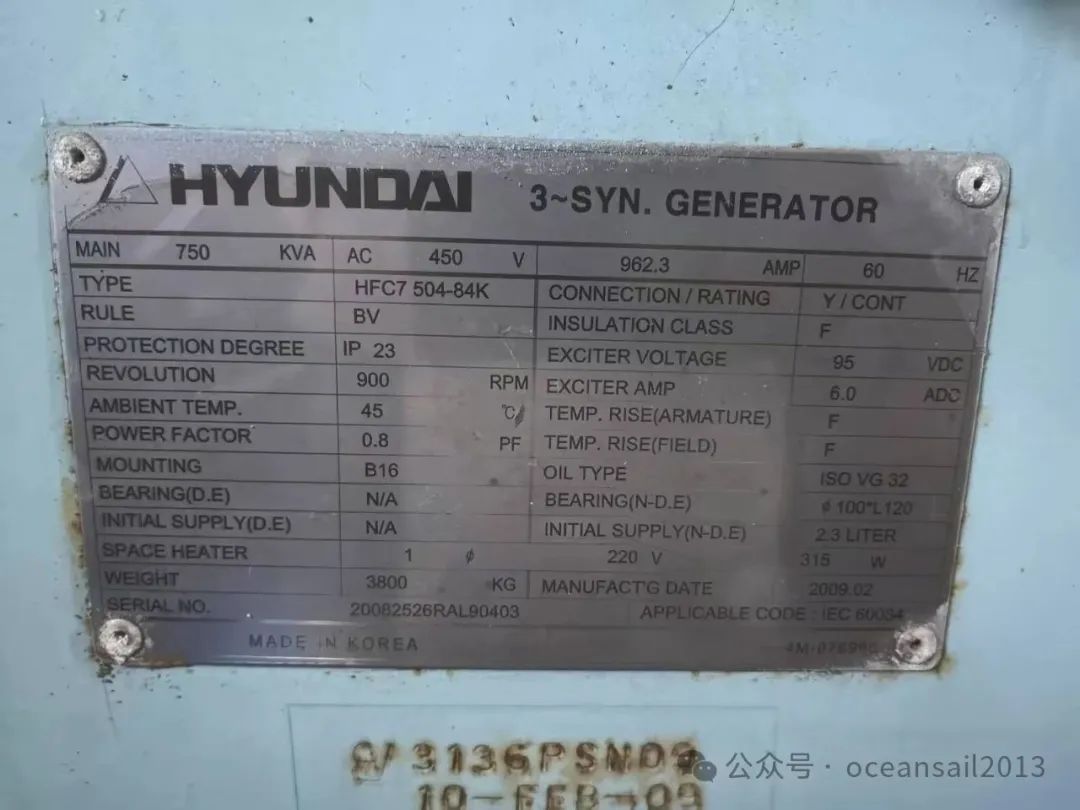 HYUNDAI 3~SYN. GENERATOR
MAIN 750 KVA AC 450 V 962.3 AMP 60 HZ
TYPE HFC7 504-84K CONNECTION / RATING Y / CONT
RULE BV INSULATION CLASS F
PROTECTION DEGREE IP 23 EXCITER VOLTAGE 95 VDC
REVOLUTION 900 RPM EXCITER AMP 6.0 ADC
AMBIENT TEMP. 45 ℃ TEMP. RISE(ARMATURE) F
POWER FACTOR 0.8 PF TEMP. RISE(FIELD) F
MOUNTING B16 OIL TYPE ISO VG 32
BEARING(D.E) N/A BEARING(N-D.E) ϕ 100*L120
INITIAL SUPPLY(D.E) N/A INITIAL SUPPLY(N-D.E) 2.3 LITER
SPACE HEATER 1 ϕ 220 V 315 W
WEIGHT 3800 KG MANUFACT'G DATE 2009.02
SERIAL NO. 20082526RAL90403 APPLICABLE CODE : IEC 60034
MADE IN KOREA
3136PSND9
10-FEB-09
公众号 · oceansail2013